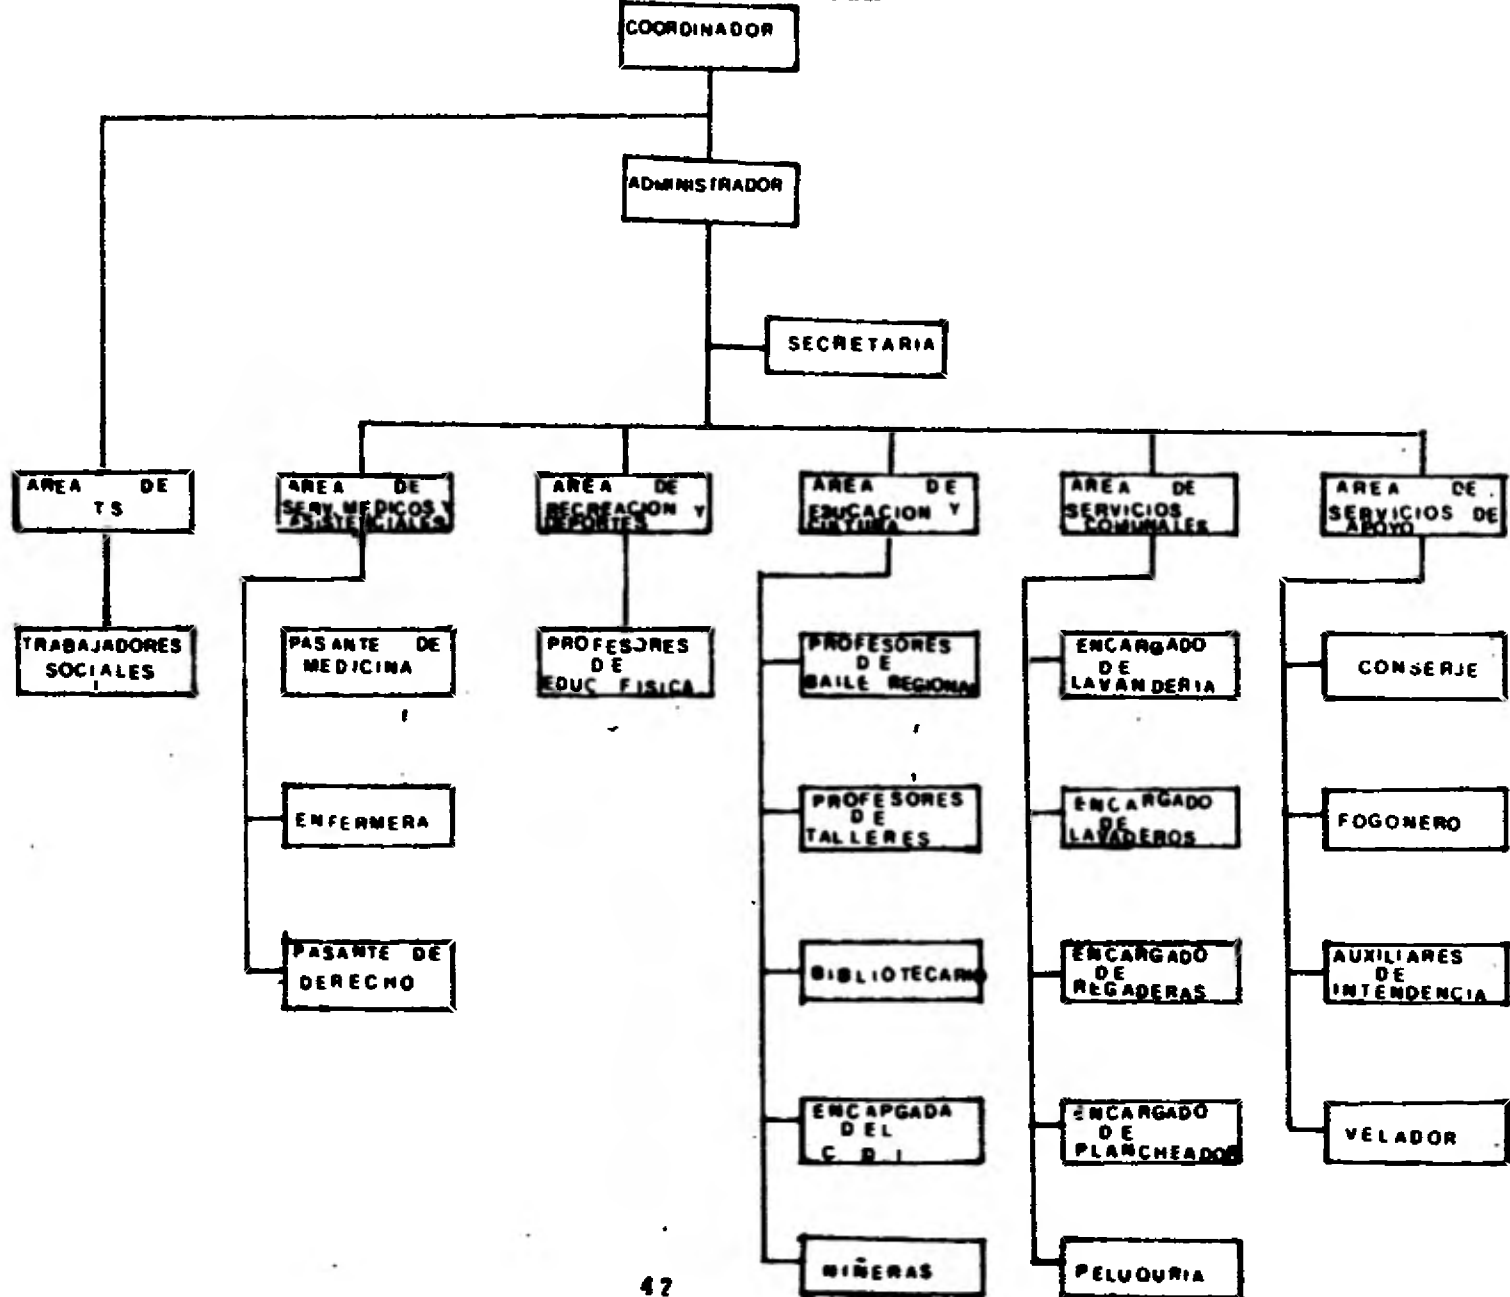 COORDINADOR
ADMINISTRADOR
SECRETARIA
AREA DE
TS
AREA DE
SERV. MEDICOS Y
ASISTENCIALES
AREA DE
RECREACION Y
DEPORTES
AREA DE
EDUCACION Y
CULTURA
AREA DE
SERVICIOS
COMUNALES
AREA DE
SERVICIOS DE
APOYO
TRABAJADORES
SOCIALES
PASANTE DE
MEDICINA
PROFESORES
DE
EDUC FISICA
PROFESORES
DE
BAILE REGIONAL
ENCARGADO
DE
LAVANDERIA
CONSERJE
ENFERMERA
PROFESORES
DE
TALLERES
ENCARGADO
DE
LAVADEROS
FOGONERO
PASANTE DE
DERECHO
BIBLIOTECARIO
ENCARGADO
DE
REGADERAS
AUXILIARES
DE
INTENDENCIA
ENCARGADA
DEL
C D I
ENCARGADO
DE
PLANCHEADOR
VELADOR
NIÑERAS
PELUQURIA
42